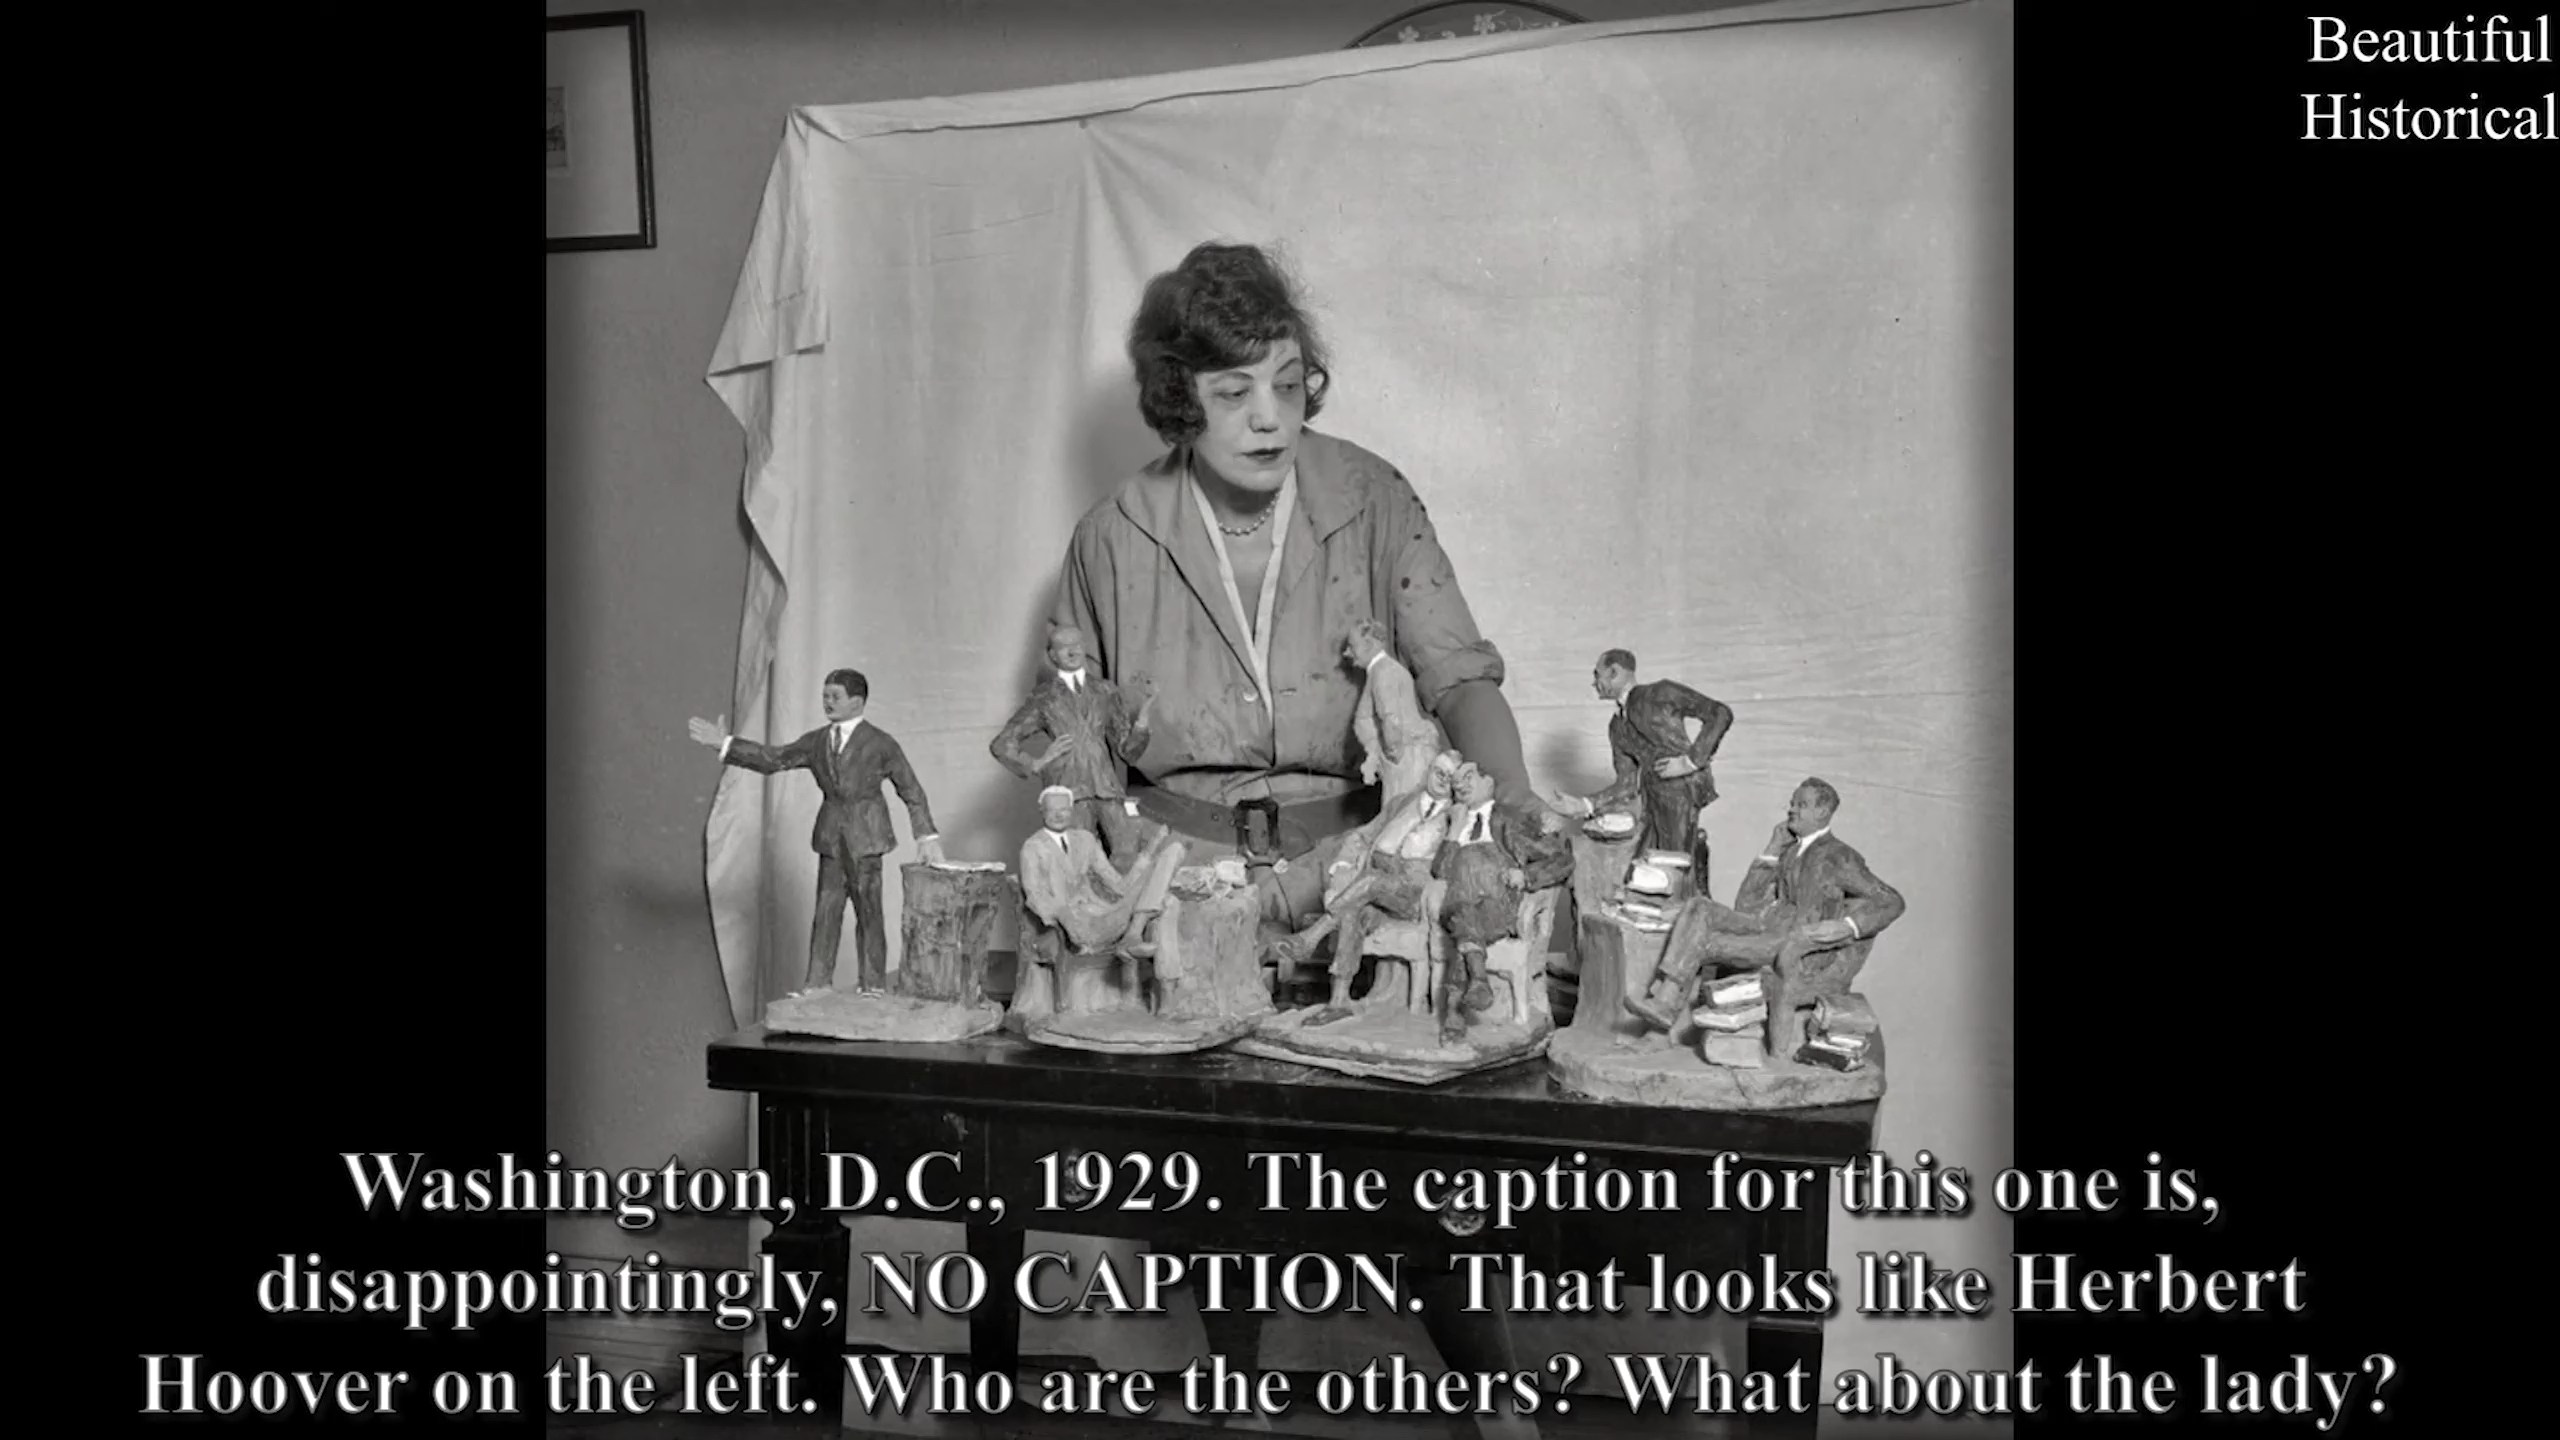 Beautiful
Historical
Washington, D.C., 1929. The caption for this one is,
disappointingly, NO CAPTION. That looks like Herbert
Hoover on the left. Who are the others? What about the lady?